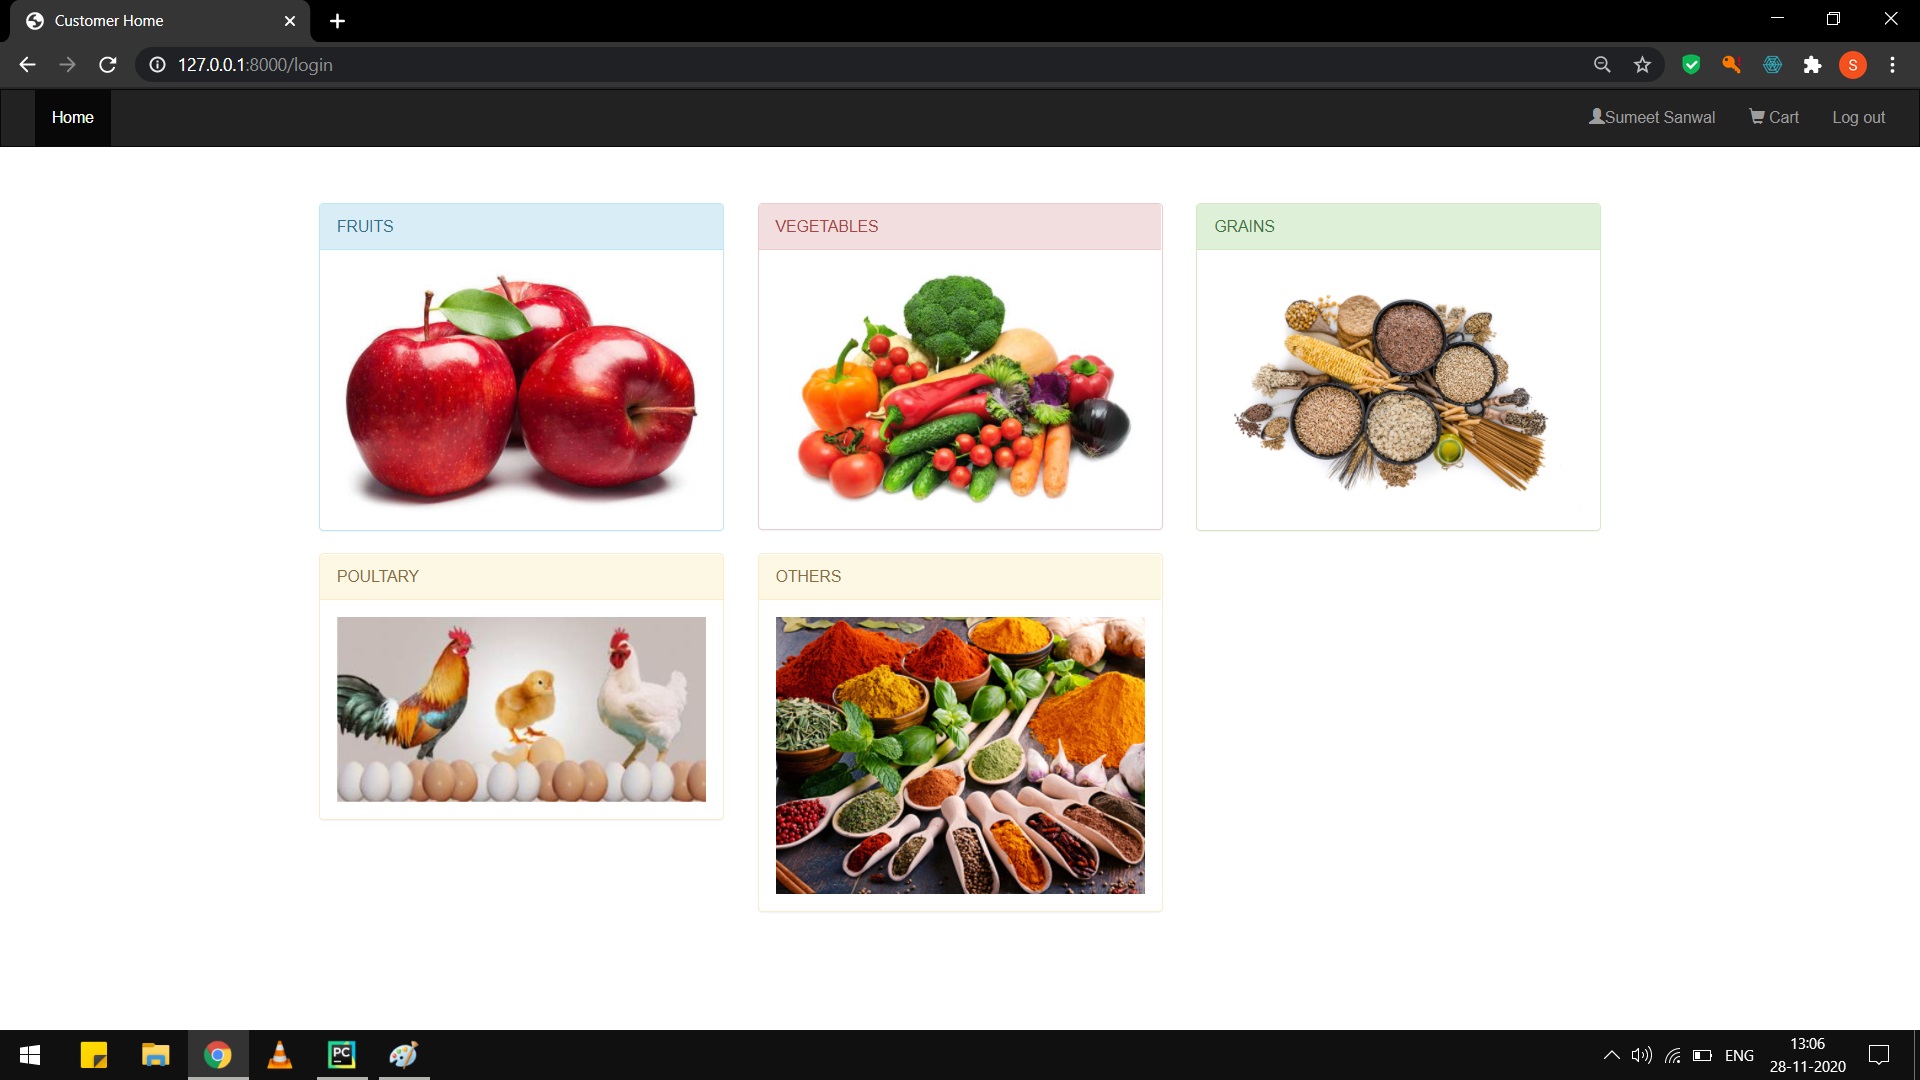 Customer Home
127.0.0.1:8000/login
S
Home
Sumeet Sanwal
Cart
Log out
FRUITS
VEGETABLES
GRAINS
POULTARY
OTHERS
PC
ENG
13:06
28-11-2020